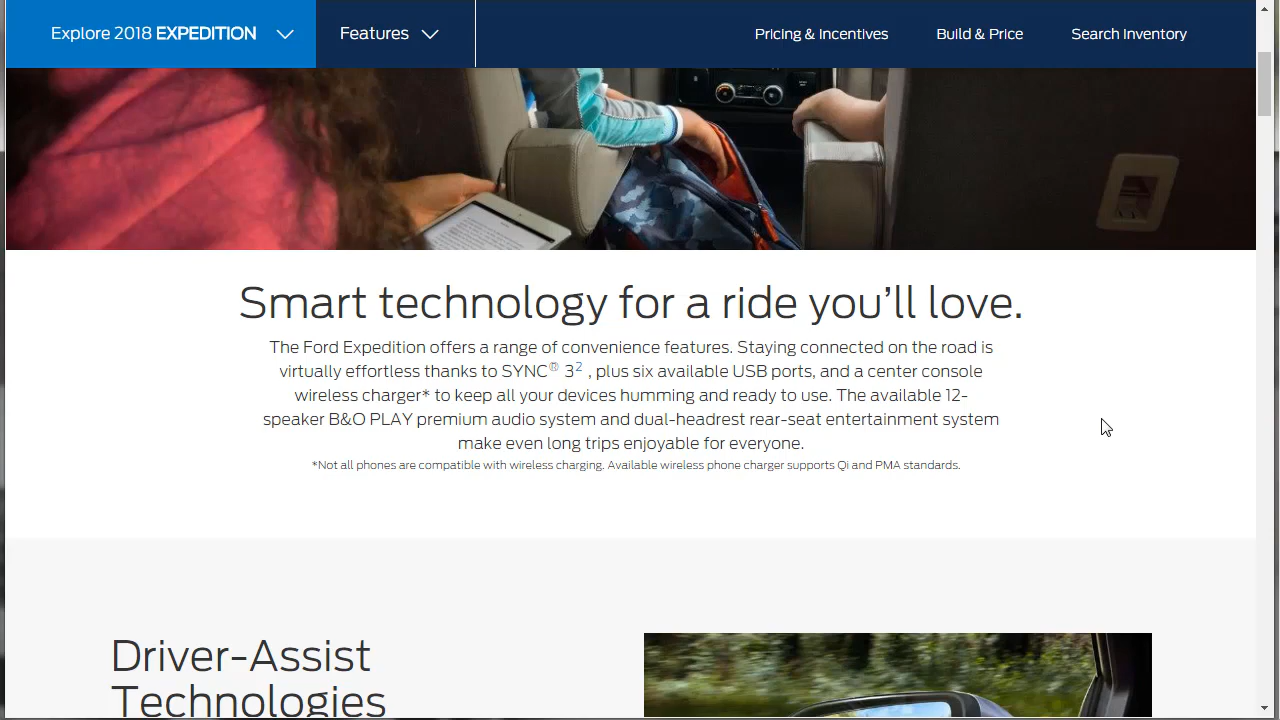 Explore 2018 EXPEDITION
Features
Pricing & Incentives
Build & Price
Search Inventory
Smart technology for a ride you’ll love.
The Ford Expedition offers a range of convenience features. Staying connected on the road is
virtually effortless thanks to SYNC® 3² , plus six available USB ports, and a center console
wireless charger* to keep all your devices humming and ready to use. The available 12-
speaker B&O PLAY premium audio system and dual-headrest rear-seat entertainment system
make even long trips enjoyable for everyone.
*Not all phones are compatible with wireless charging. Available wireless phone charger supports Qi and PMA standards.
Driver-Assist
Technologies